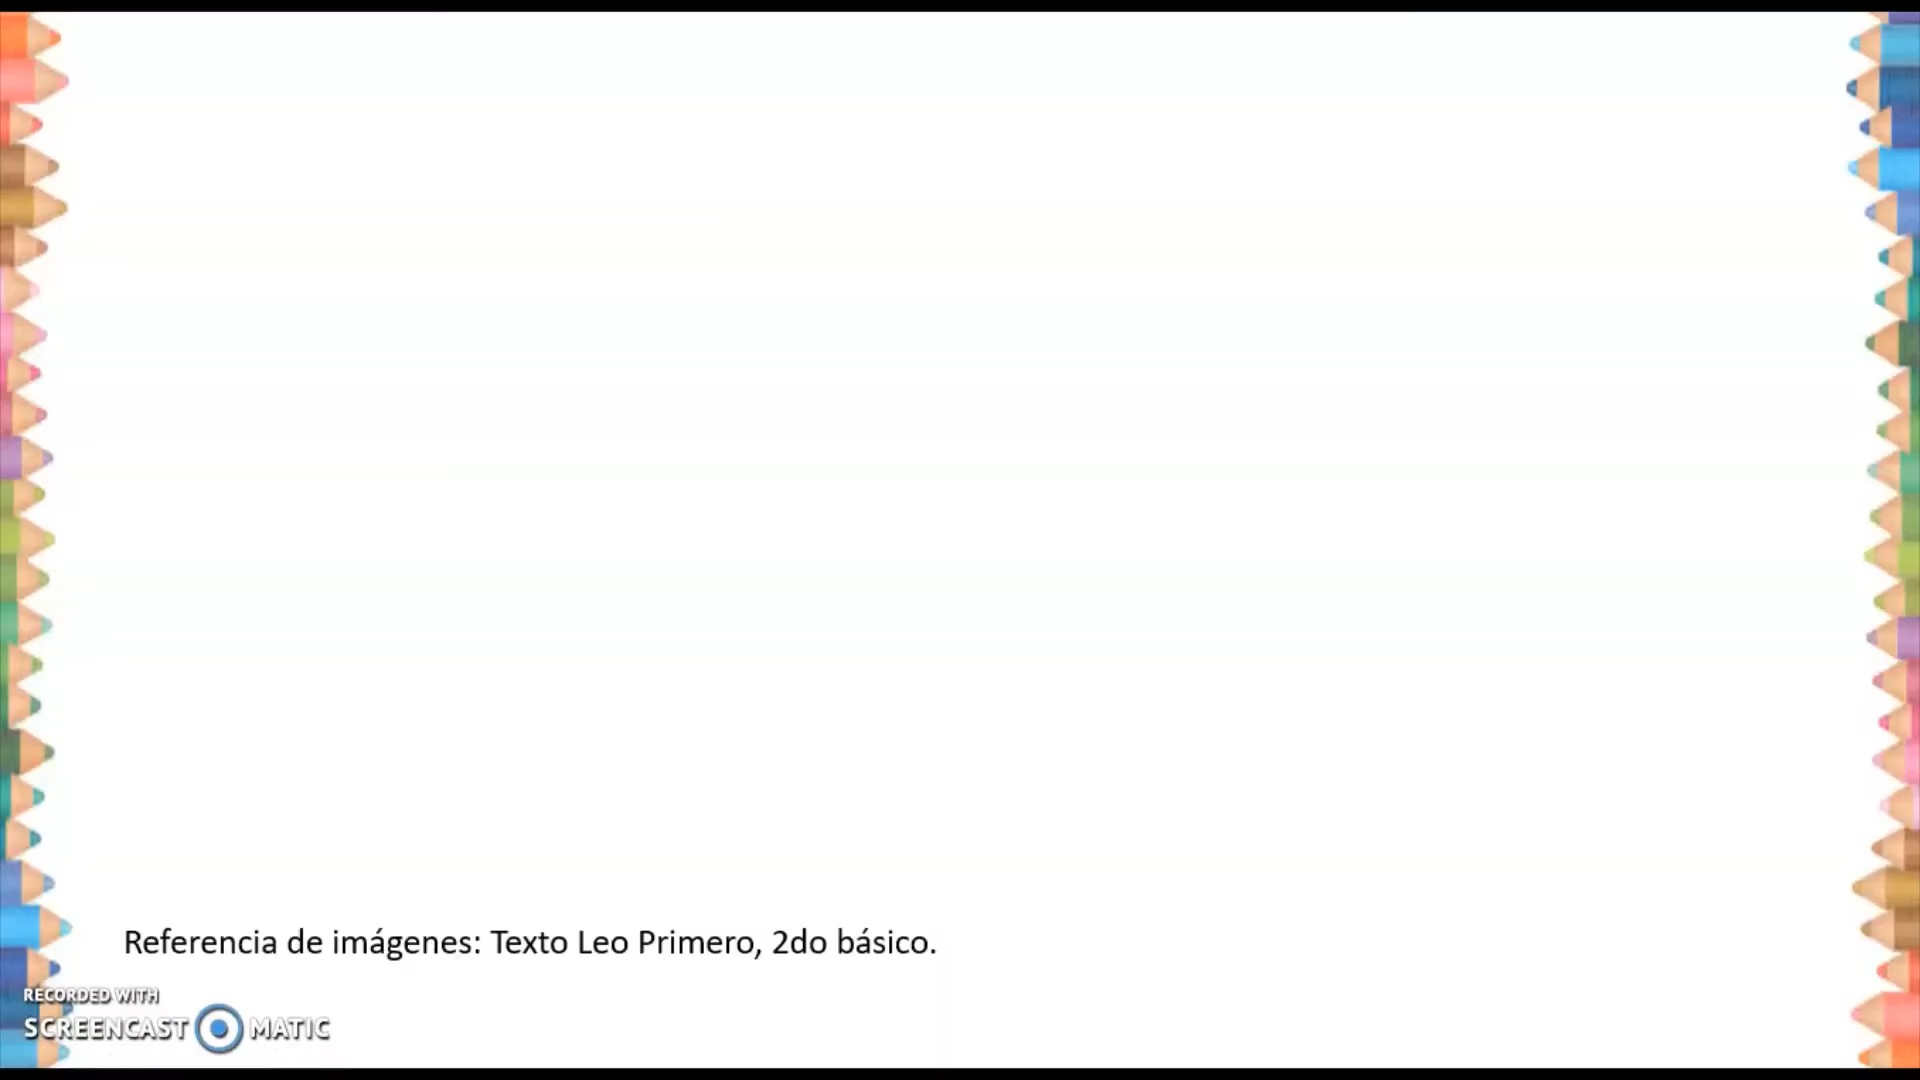 Referencia de imágenes: Texto Leo Primero, 2do básico.
RECORDED WITH
SCREENCAST MATIC